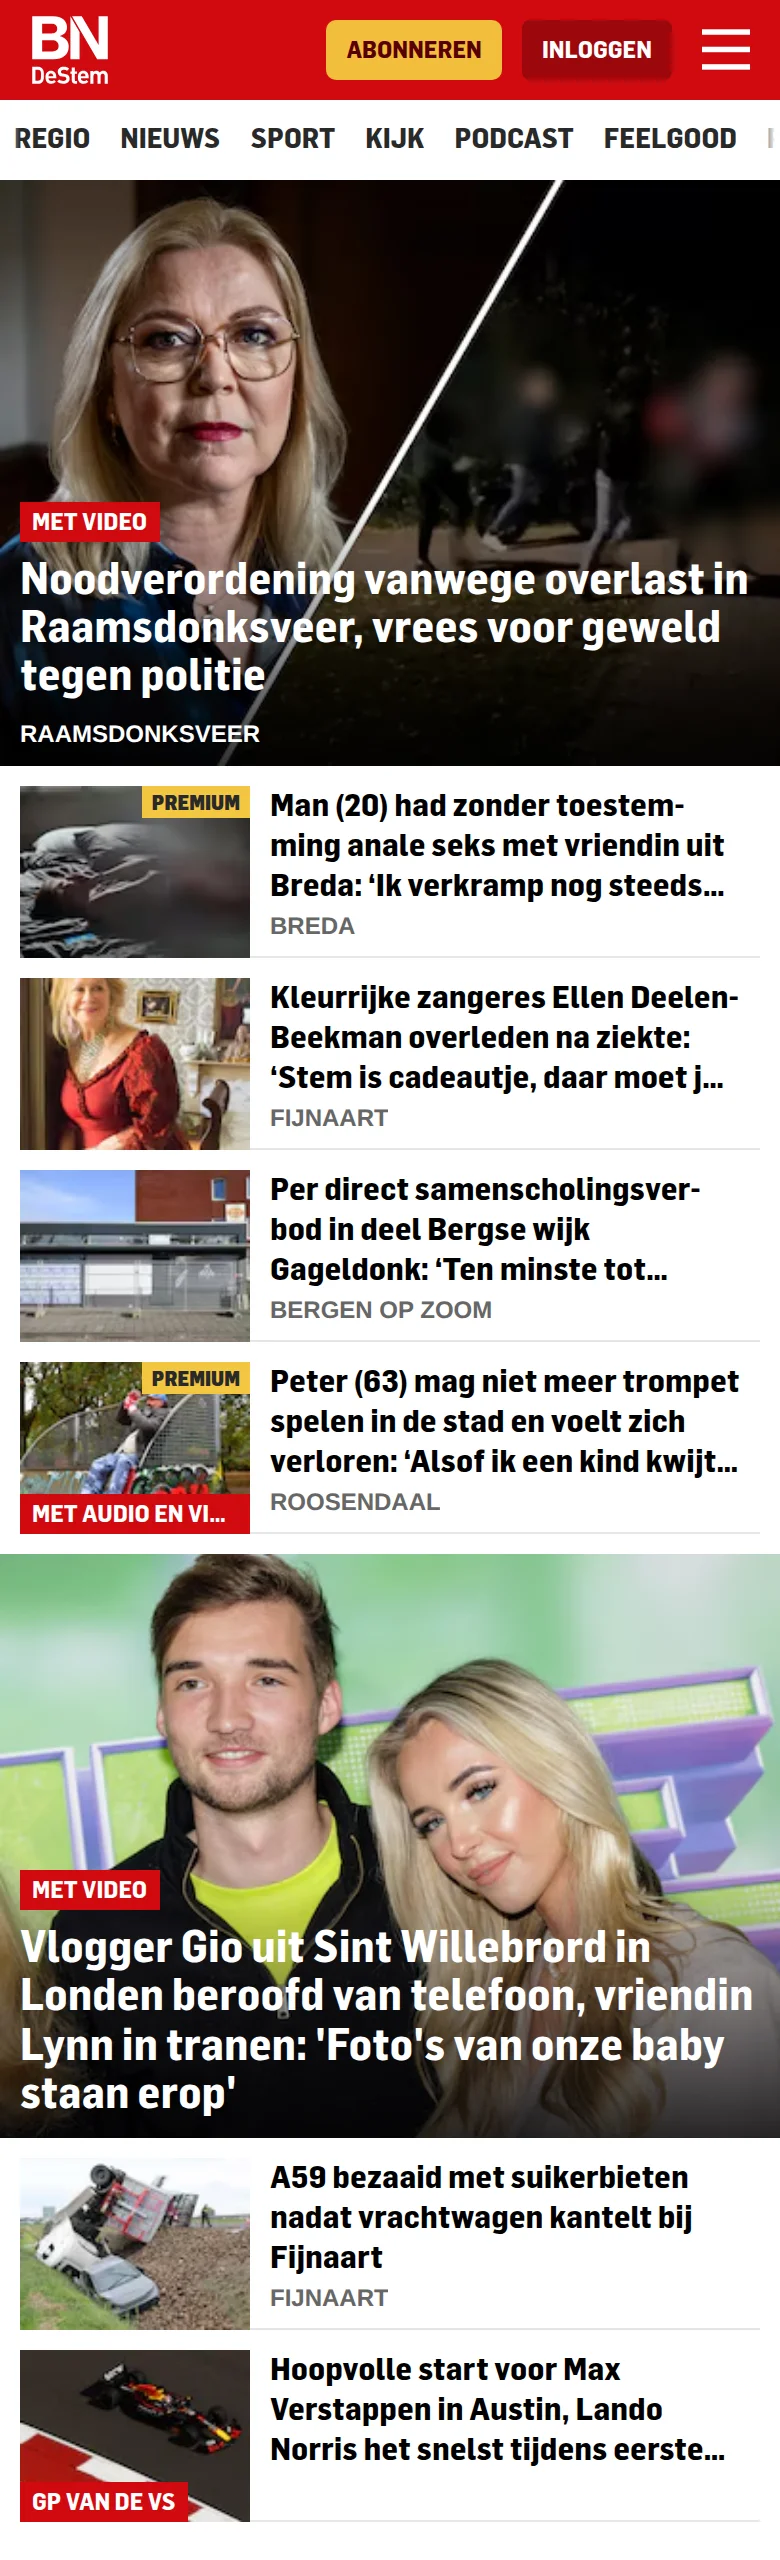 BN
DeStem
ABONNEREN
INLOGGEN
REGIO NIEUWS SPORT KIJK PODCAST FEELGOOD
MET VIDEO
Noodverordening vanwege overlast in
Raamsdonksveer, vrees voor geweld
tegen politie
RAAMSDONKSVEER
PREMIUM
Man (20) had zonder toestem-
ming anale seks met vriendin uit
Breda: ‘Ik verkramp nog steeds...
BREDA
Kleurrijke zangeres Ellen Deelen-
Beekman overleden na ziekte:
‘Stem is cadeautje, daar moet j...
FIJNAART
Per direct samenscholingsver-
bod in deel Bergse wijk
Gageldonk: ‘Ten minste tot...
BERGEN OP ZOOM
PREMIUM
MET AUDIO EN VI...
Peter (63) mag niet meer trompet
spelen in de stad en voelt zich
verloren: ‘Alsof ik een kind kwijt...
ROOSENDAAL
MET VIDEO
Vlogger Gio uit Sint Willebrord in
Londen beroofd van telefoon, vriendin
Lynn in tranen: 'Foto's van onze baby
staan erop'
A59 bezaaid met suikerbieten
nadat vrachtwagen kantelt bij
Fijnaart
FIJNAART
GP VAN DE VS
Hoopvolle start voor Max
Verstappen in Austin, Lando
Norris het snelst tijdens eerste...